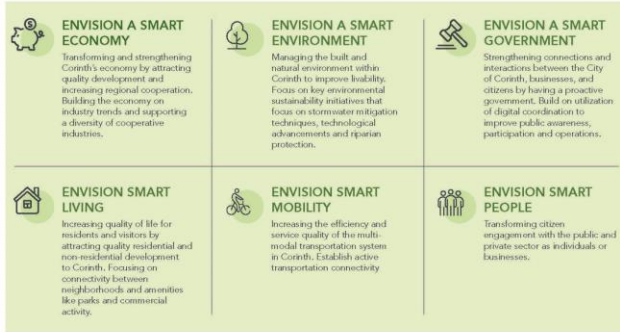 ENVISION A SMART
ECONOMY
Transforming and strengthening
Corinth's economy by attracting
quality development and
increasing regional cooperation.
Building the economy on
industry trends and supporting
a diversity of cooperative
industries.
ENVISION A SMART
ENVIRONMENT
Managing the built and
natural environment within
Corinth to improve livability.
Focus on key environmental
sustainability initiatives that
focus on stormwater mitigation
techniques, technological
advancements and riparian
protection.
ENVISION A SMART
GOVERNMENT
Strengthening connections and
interactions between the City
of Corinth, businesses, and
citizens by having a proactive
government. Build on utilization
of digital coordination to
improve public awareness,
participation and operations.
ENVISION SMART
LIVING
Increasing quality of life for
residents and visitors by
attracting quality residential and
non-residential development
to Corinth. Focusing on
connectivity between
neighborhoods and amenities
like parks and commercial
activity.
ENVISION SMART
MOBILITY
Increasing the efficiency and
service quality of the multi-
modal transportation system
in Corinth. Establish active
transportation connectivity
ENVISION SMART
PEOPLE
Transforming citizen
engagement with the public and
private sector as individuals or
businesses.